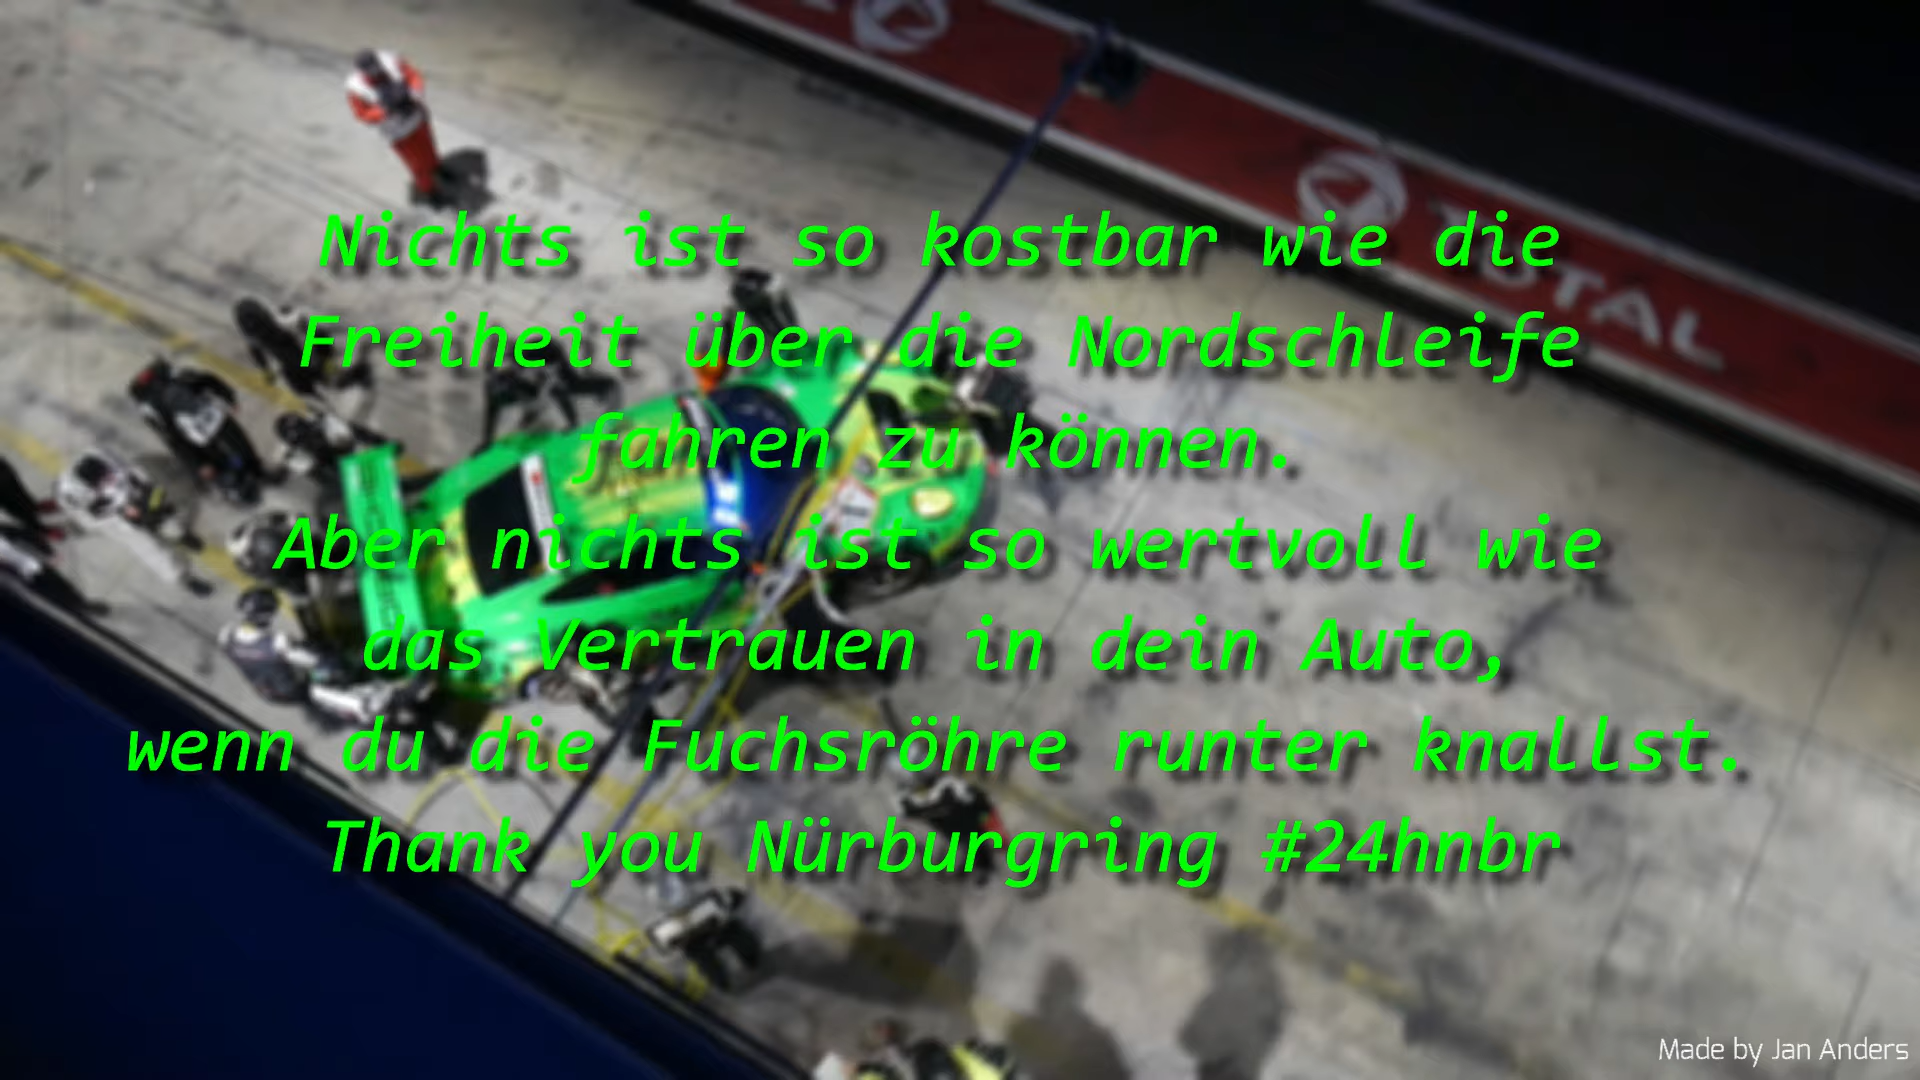 Nichts ist so kostbar wie die
Freiheit über die Nordschleife
fahren zu können.
Aber nichts ist so wertvoll wie
das Vertrauen in dein Auto,
wenn du die Fuchsröhre runter knallst.
Thank you Nürburgring #24hnbr
TOTAL
Made by Jan Anders